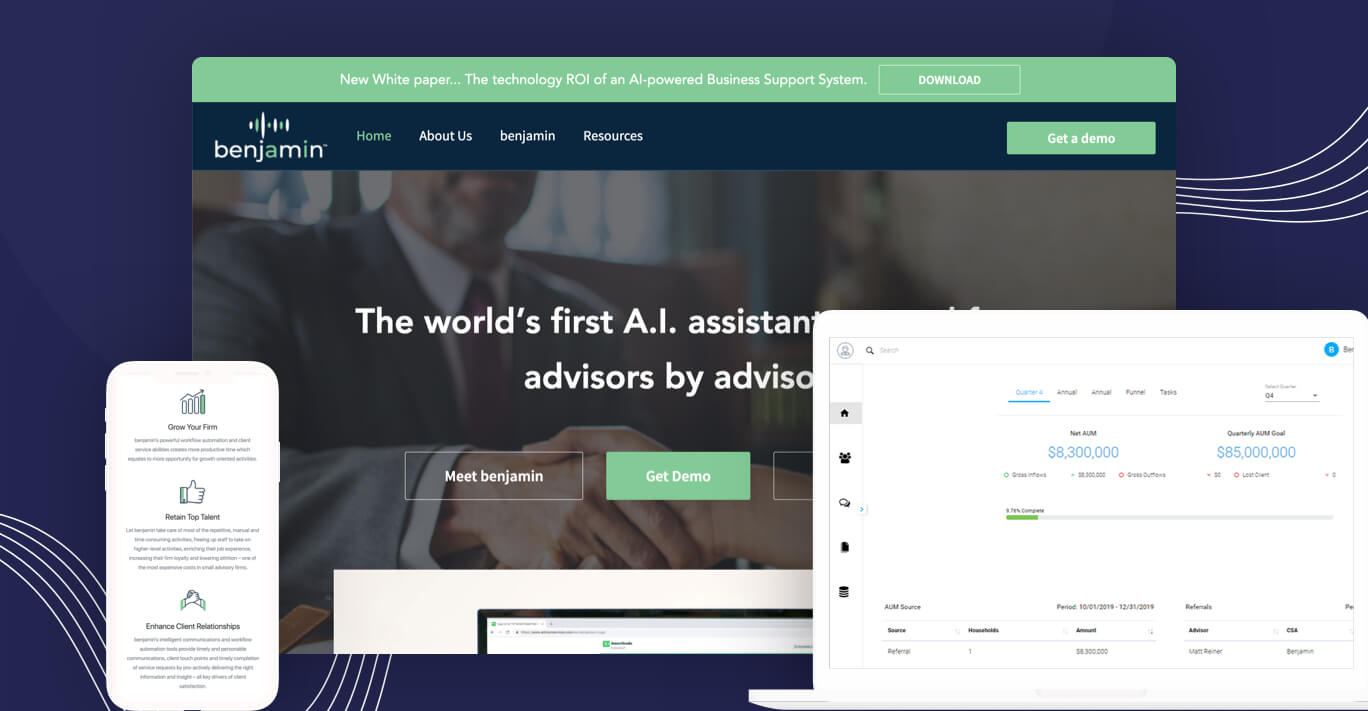 New White paper... The technology ROI of an AI-powered Business Support System.
DOWNLOAD
benjamin™
Home
About Us
benjamin
Resources
Get a demo
The world's first A.I. assistant
advisors by adviso
Meet benjamin
Get Demo
Grow Your Firm
benjamin's powerful workflow automation and client
service abilities creates more productive time which
equates to more opportunity for growth oriented activities.
Retain Top Talent
Let benjamin take care of most of the repetitive, manual and
time consuming activities, freeing up staff to take on
higher-level activities, enriching their job experience,
increasing their firm loyalty and lowering attrition – one of
the most expensive costs in small advisory firms.
Enhance Client Relationships
benjamin's intelligent communications and workflow
automation tools provide timely and personable
communications, client touch points and timely completion
of service requests by pro-actively delivering the right
information and insight – all key drivers of client
satisfaction.
Search
B
Ber
Quarter 4
Annual
Annual
Funnel
Tasks
Select Quarter
Q4
Net AUM
$8,300,000
Gross Inflows
$8,300,000
Gross Outflows
$0
Quarterly AUM Goal
$85,000,000
Lost Client
0
9.76% Complete
AUM Source
Period: 10/01/2019 - 12/31/2019
Source
Households
Amount
Referral
1
$8,300,000
Referrals
Pe
Advisor
CSA
Matt Reiner
Benjamin